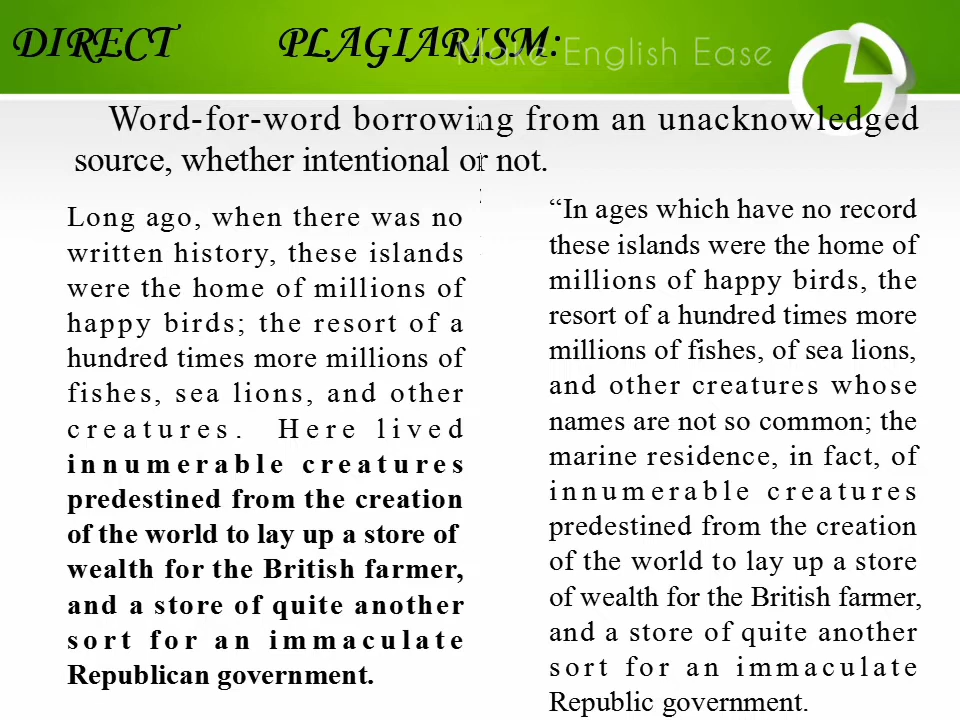 DIRECT PLAGIARISM:
Make English Ease
Word-for-word borrowing from an unacknowledged
source, whether intentional or not.
Long ago, when there was no
written history, these islands
were the home of millions of
happy birds; the resort of a
hundred times more millions of
fishes, sea lions, and other
creatures. Here lived
innumerable creatures
predestined from the creation
of the world to lay up a store of
wealth for the British farmer,
and a store of quite another
sort for an immaculate
Republican government.
“In ages which have no record
these islands were the home of
millions of happy birds, the
resort of a hundred times more
millions of fishes, of sea lions,
and other creatures whose
names are not so common; the
marine residence, in fact, of
innumerable creatures
predestined from the creation
of the world to lay up a store
of wealth for the British farmer,
and a store of quite another
sort for an immaculate
Republic government.